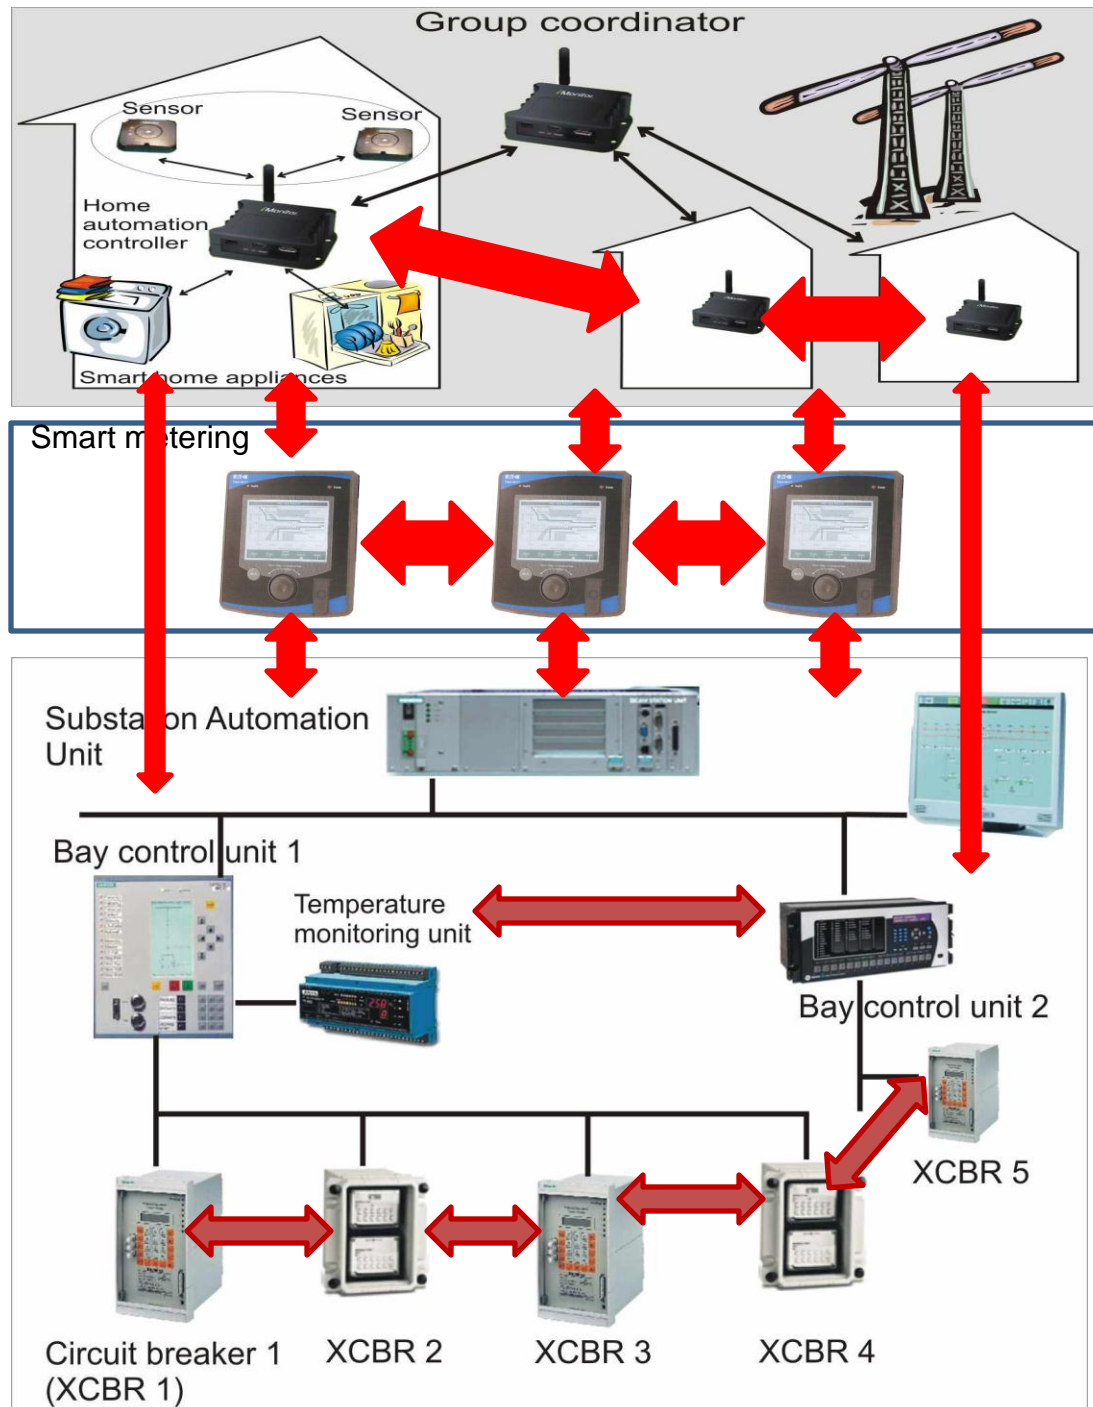 Group coordinator
Sensor
Sensor
iMonitor
iMonitor
Home
automation
controller
Smart home appliances
Smart metering
Substation Automation
Unit
Bay control unit 1
Temperature
monitoring unit
Bay control unit 2
XCBR 5
Circuit breaker 1
(XCBR 1)
XCBR 2
XCBR 3
XCBR 4